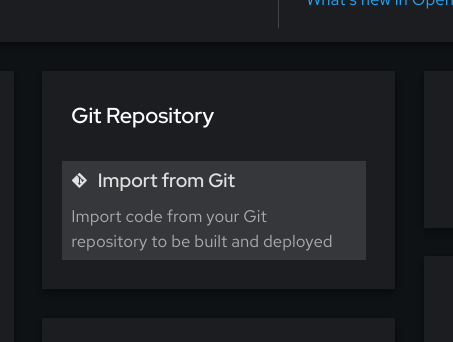 What's new in Open
Git Repository
Import from Git
Import code from your Git
repository to be built and deployed